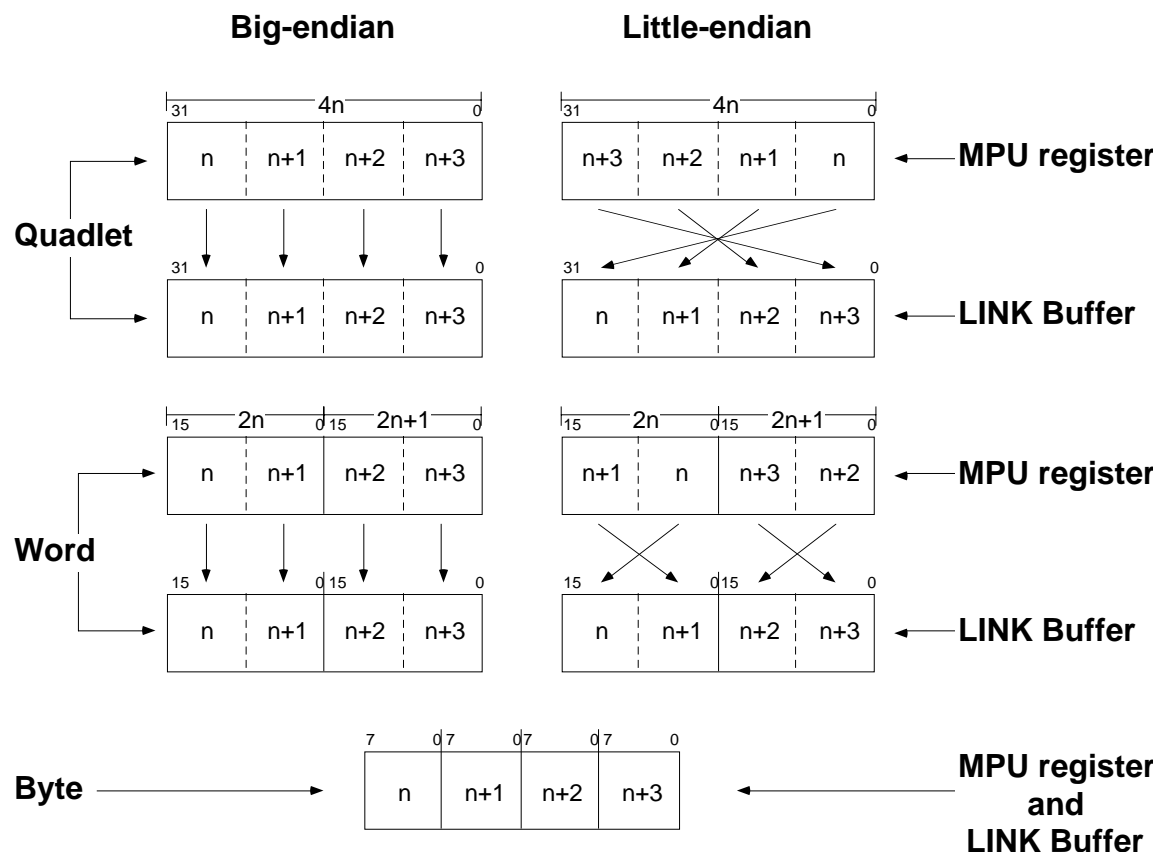 Big-endian Little-endian
31 4n 0 31 4n 0
n n+1 n+2 n+3 n+3 n+2 n+1 n MPU register
Quadlet
31 0 31 0
n n+1 n+2 n+3 n n+1 n+2 n+3 LINK Buffer
15 2n 0 15 2n+1 0 15 2n 0 15 2n+1 0
n n+1 n+2 n+3 n+1 n n+3 n+2 MPU register
Word
15 0 15 0 15 0 15 0
n n+1 n+2 n+3 n n+1 n+2 n+3 LINK Buffer
7 0 7 0 7 0 7 0
Byte n n+1 n+2 n+3 MPU register
and
LINK Buffer